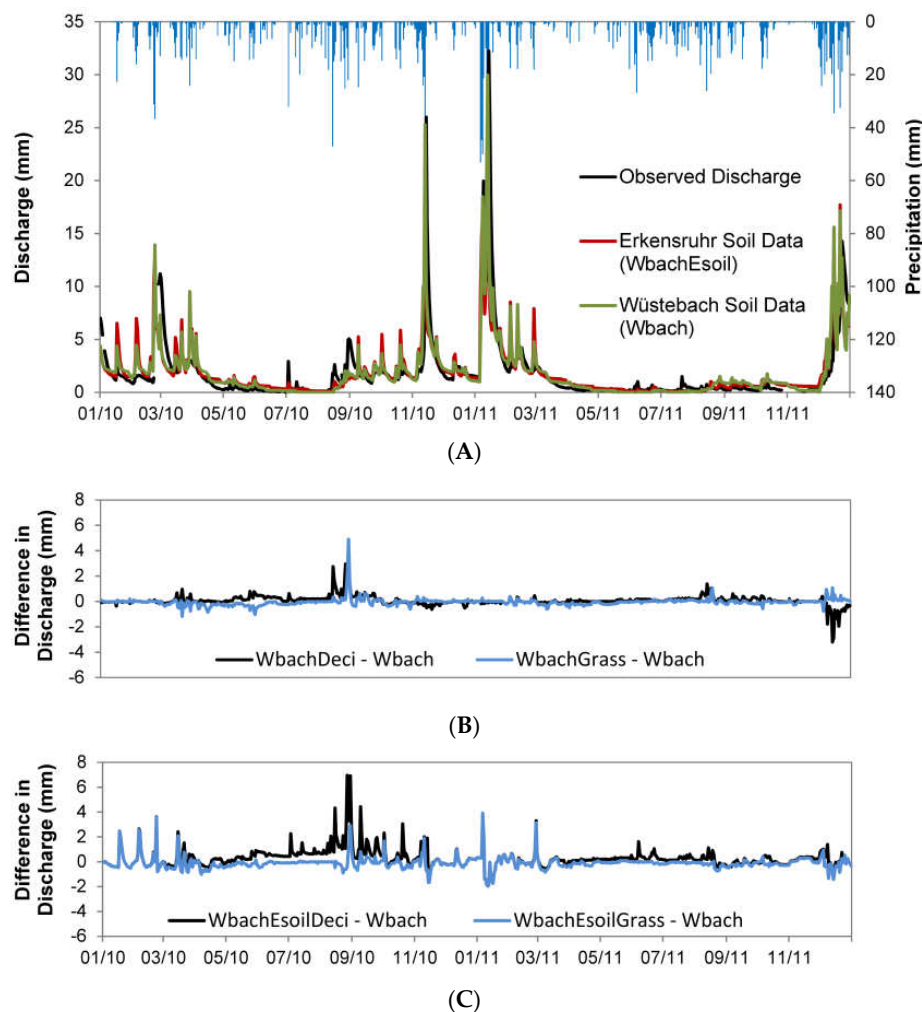 35
30
25
20
15
10
5
0
Discharge (mm)
0
20
40
60
80
100
120
140
Precipitation (mm)
Observed Discharge
Erkensruhr Soil Data
(WbachEsoil)
Wüstebach Soil Data
(Wbach)
01/10 03/10 05/10 07/10 09/10 11/10 01/11 03/11 05/11 07/11 09/11 11/11
(A)
8
6
4
2
0
-2
-4
-6
Difference in
Discharge (mm)
WbachDeci - Wbach WbachGrass - Wbach
(B)
8
6
4
2
0
-2
-4
-6
Difference in
Discharge (mm)
WbachEsoilDeci - Wbach WbachEsoilGrass - Wbach
01/10 03/10 05/10 07/10 09/10 11/10 01/11 03/11 05/11 07/11 09/11 11/11
(C)